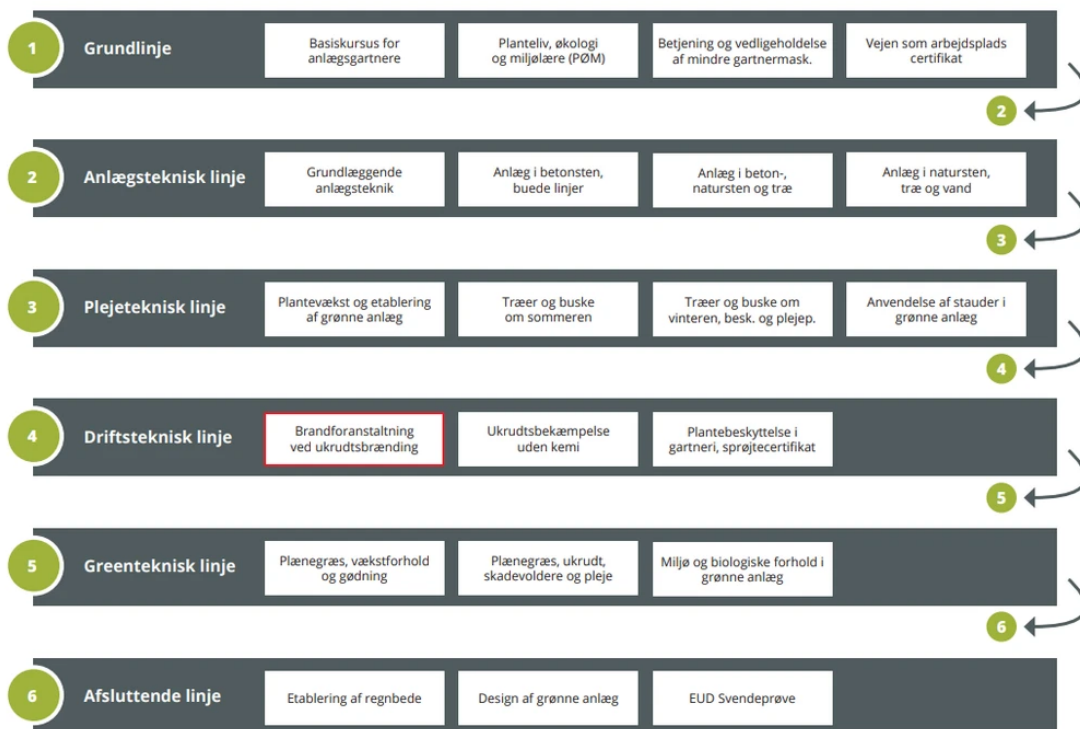 1
Grundlinje
Basiskursus for
anlægsgartnere
Planteliv, økologi
og miljølære (PØM)
Betjening og vedligeholdelse
af mindre gartnermask.
Vejen som arbejdsplads
certifikat
2
2
Anlægsteknisk linje
Grundlæggende
anlægsteknik
Anlæg i betonsten,
buede linjer
Anlæg i beton-,
natursten og træ
Anlæg i natursten,
træ og vand
3
3
Plejeteknisk linje
Plantevækst og etablering
af grønne anlæg
Træer og buske
om sommeren
Træer og buske om
vinteren, besk. og plejep.
Anvendelse af stauder i
grønne anlæg
4
4
Driftsteknisk linje
Brandforanstaltning
ved ukrudtsbrænding
Ukrudtsbekæmpelse
uden kemi
Plantebeskyttelse i
gartneri, sprøjtecertifikat
5
5
Greenteknisk linje
Plænegræs, vækstforhold
og gødning
Plænegræs, ukrudt,
skadevoldere og pleje
Miljø og biologiske forhold i
grønne anlæg
6
6
Afsluttende linje
Etablering af regnbede
Design af grønne anlæg
EUD Svendeprøve